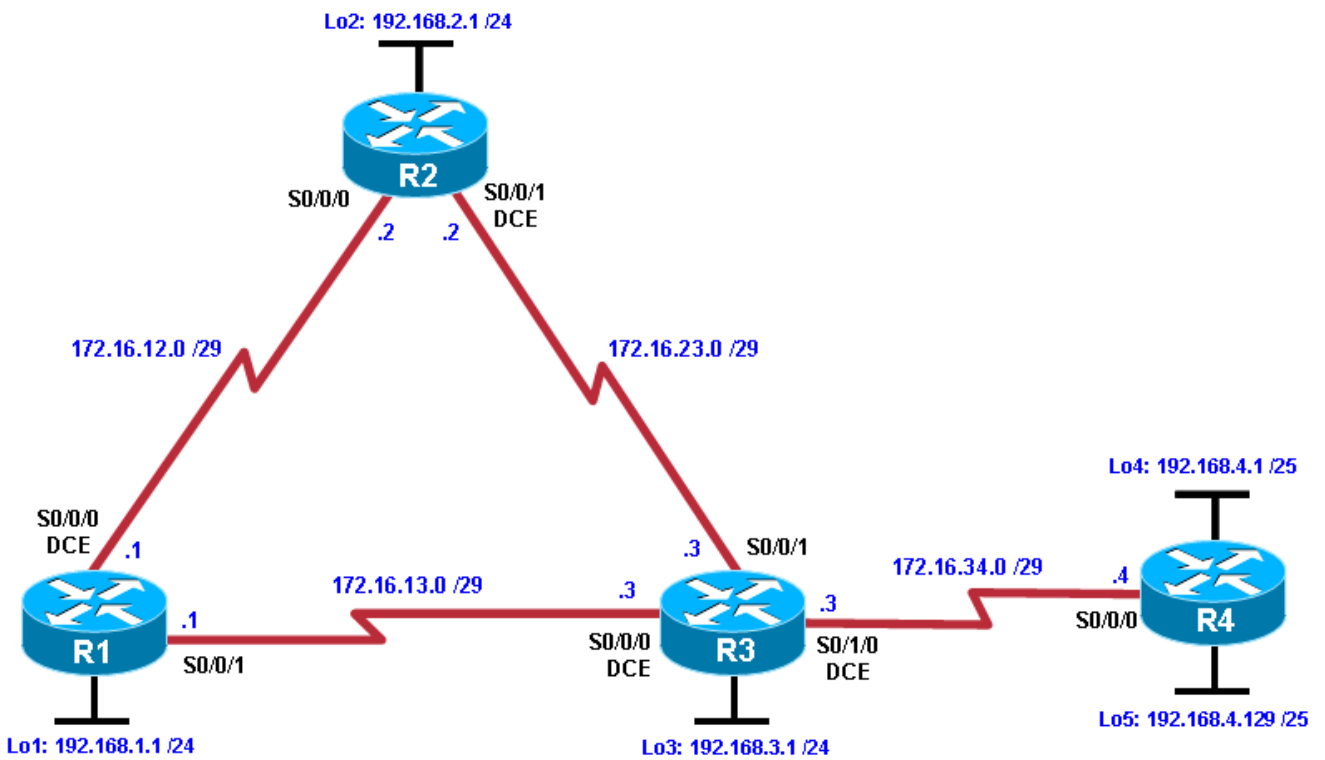 Lo2: 192.168.2.1 /24
R2
S0/0/0
S0/0/1
DCE
.2
.2
172.16.12.0 /29
172.16.23.0 /29
Lo4: 192.168.4.1 /25
S0/0/0
DCE
.1
.3
S0/0/1
172.16.13.0 /29
.3
172.16.34.0 /29
.4
.1
R1
S0/0/1
S0/0/0
DCE
R3
.3
S0/1/0
DCE
S0/0/0
R4
Lo1: 192.168.1.1 /24
Lo3: 192.168.3.1 /24
Lo5: 192.168.4.129 /25